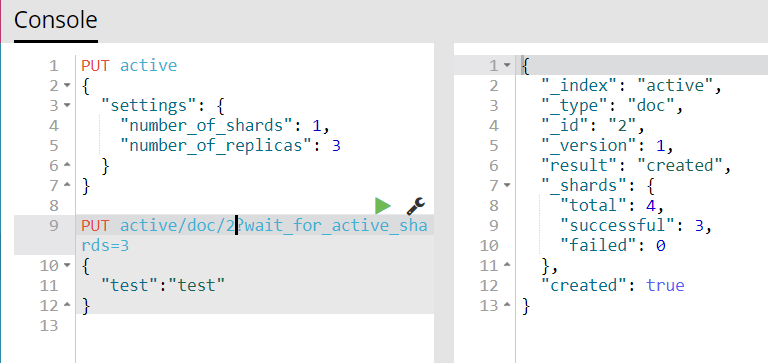 Console
1 PUT active
2 {
3 "settings": {
4 "number_of_shards": 1,
5 "number_of_replicas": 3
6 }
7 }
8
9 PUT active/doc/2?wait_for_active_sha
rds=3
10 {
11 "test":"test"
12 }
13
1 {
2 "_index": "active",
3 "_type": "doc",
4 "_id": "2",
5 "_version": 1,
6 "result": "created",
7 "_shards": {
8 "total": 4,
9 "successful": 3,
10 "failed": 0
11 },
12 "created": true
13 }